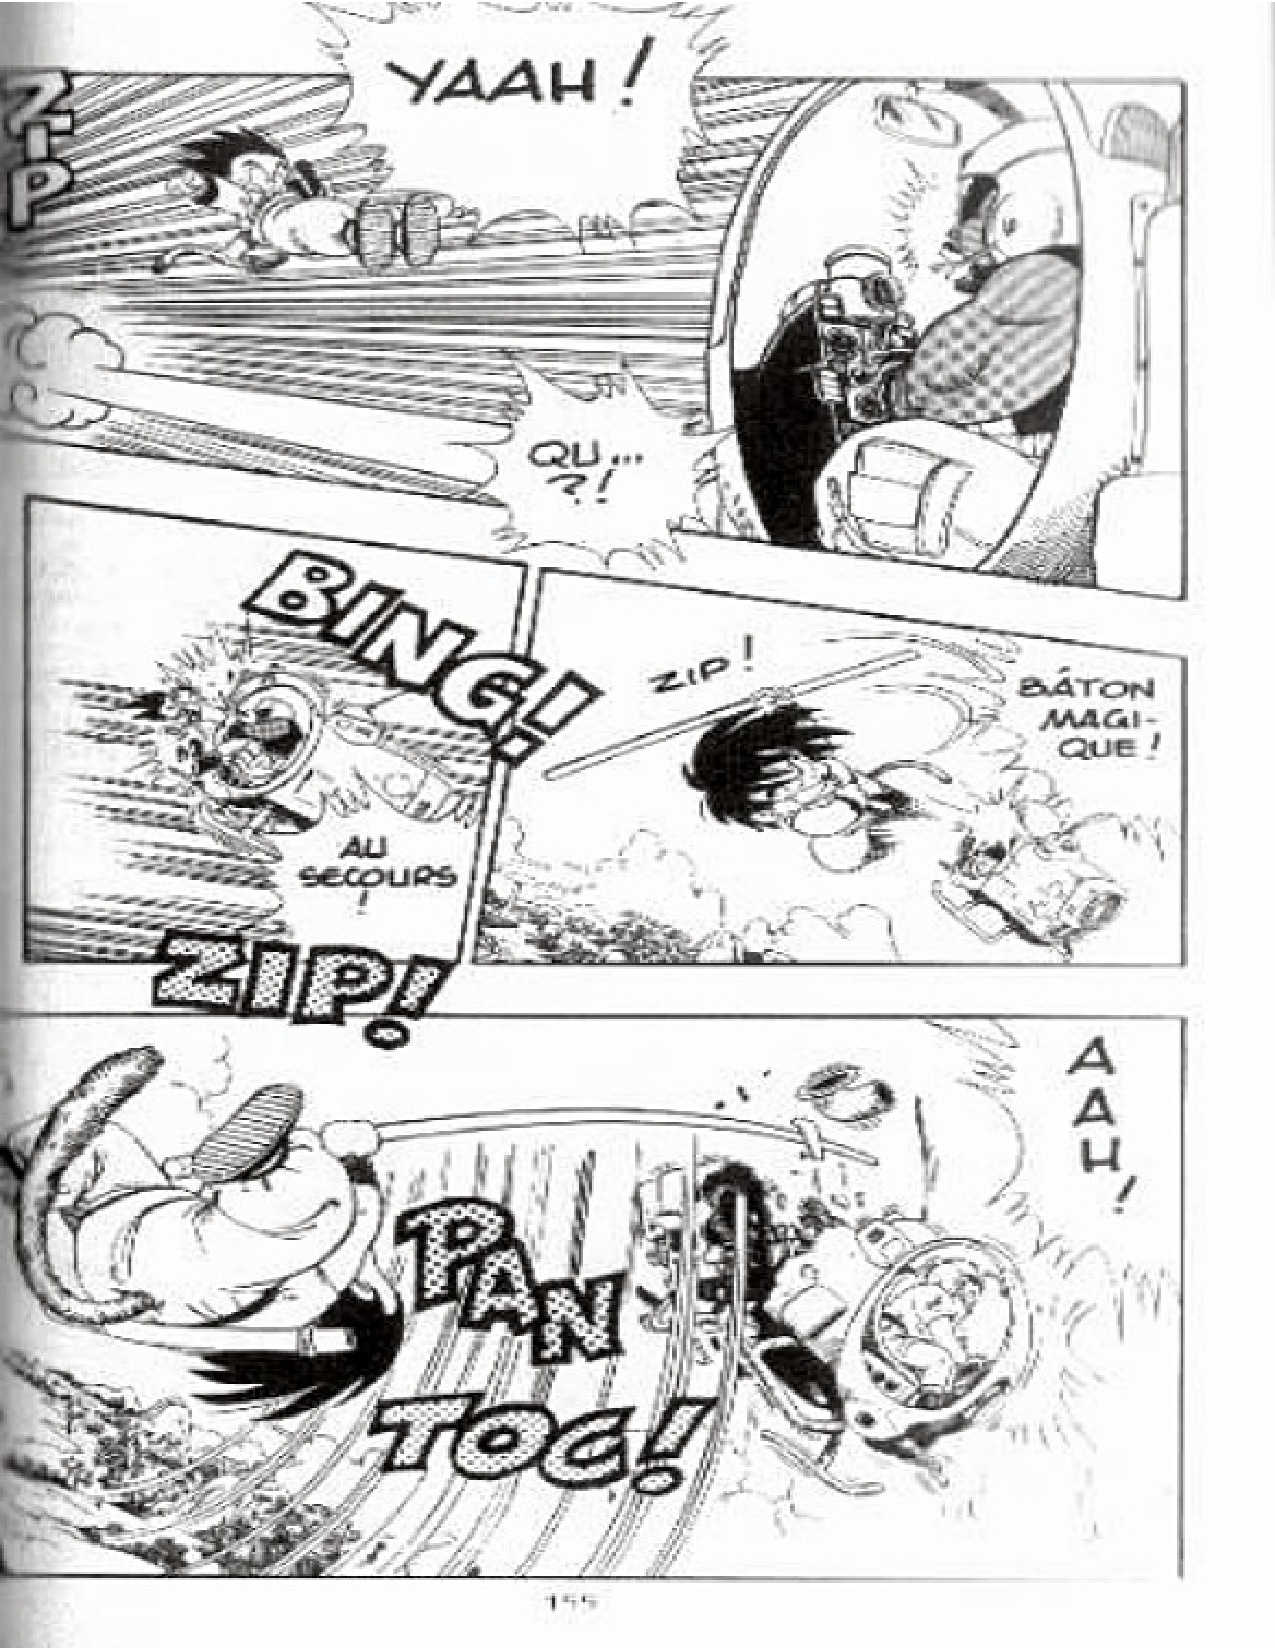 YAAH !
ZIP
QU...
?!
BING!
AU
SECOURS
!
ZIP !
BÂTON
MAGI-
QUE !
ZIP!
AAH!
PAN
TOC!
155